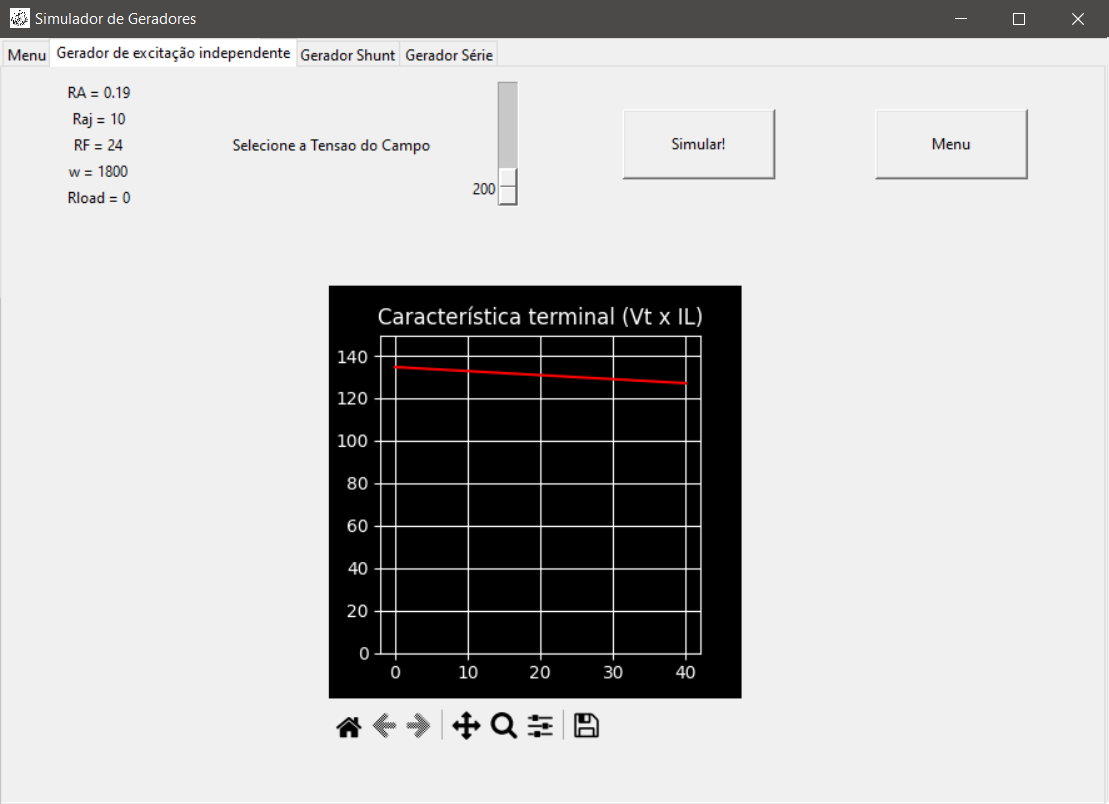 Simulador de Geradores
Menu
Gerador de excitação independente
Gerador Shunt
Gerador Série
RA = 0.19
Raj = 10
RF = 24
w = 1800
Rload = 0
Selecione a Tensao do Campo
200
Simular!
Menu
Característica terminal (Vt x IL)
140
120
100
80
60
40
20
0
0 10 20 30 40